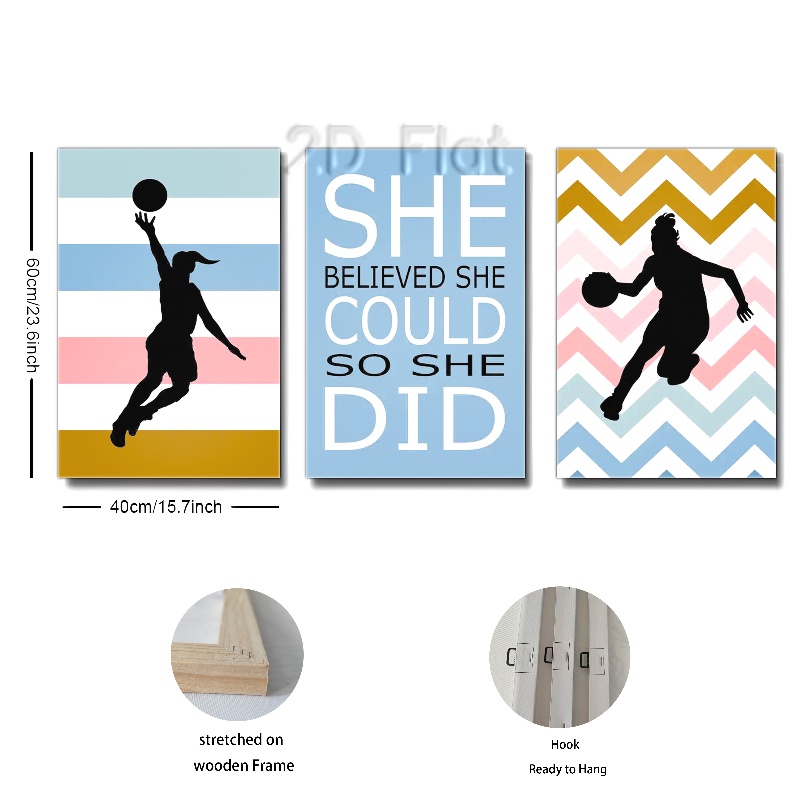 2D Flat
SHE
BELIEVED SHE
COULD
SO SHE
DID
60cm/23.6inch
40cm/15.7inch
stretched on
wooden Frame
Hook
Ready to Hang